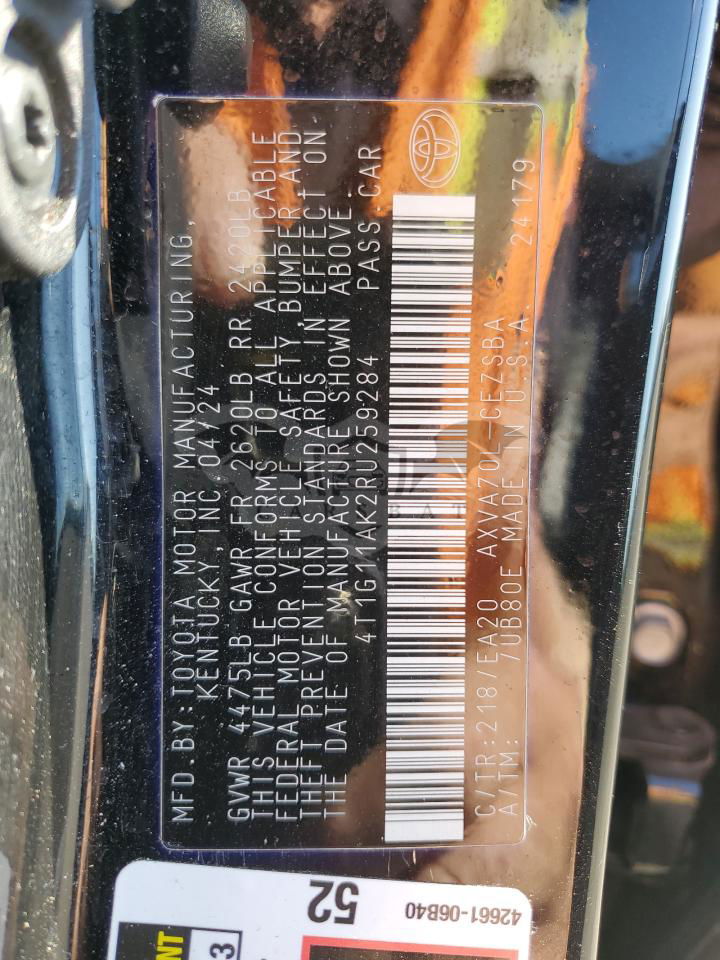 MFD.BY:TOYOTA MOTOR MANUFACTURING,
KENTUCKY, INC 04/24
GVWR 4475LB GAWR FR 2620LB RR 2420LB
THIS VEHICLE CONFORMS TO ALL APPLICABLE
FEDERAL MOTOR VEHICLE SAFETY,BUMPER AND
THEFT PREVENTION STANDARDS IN EFFECT ON
THE DATE OF MANUFACTURE SHOWN ABOVE.
4T1G11AK2RU259284 PASS CAR
C/TR:218/EA20 AXVA70L-CEZSBA
A/TM: 7UB80E MADE IN U.S.A. 24179
52
42661-06B40
3